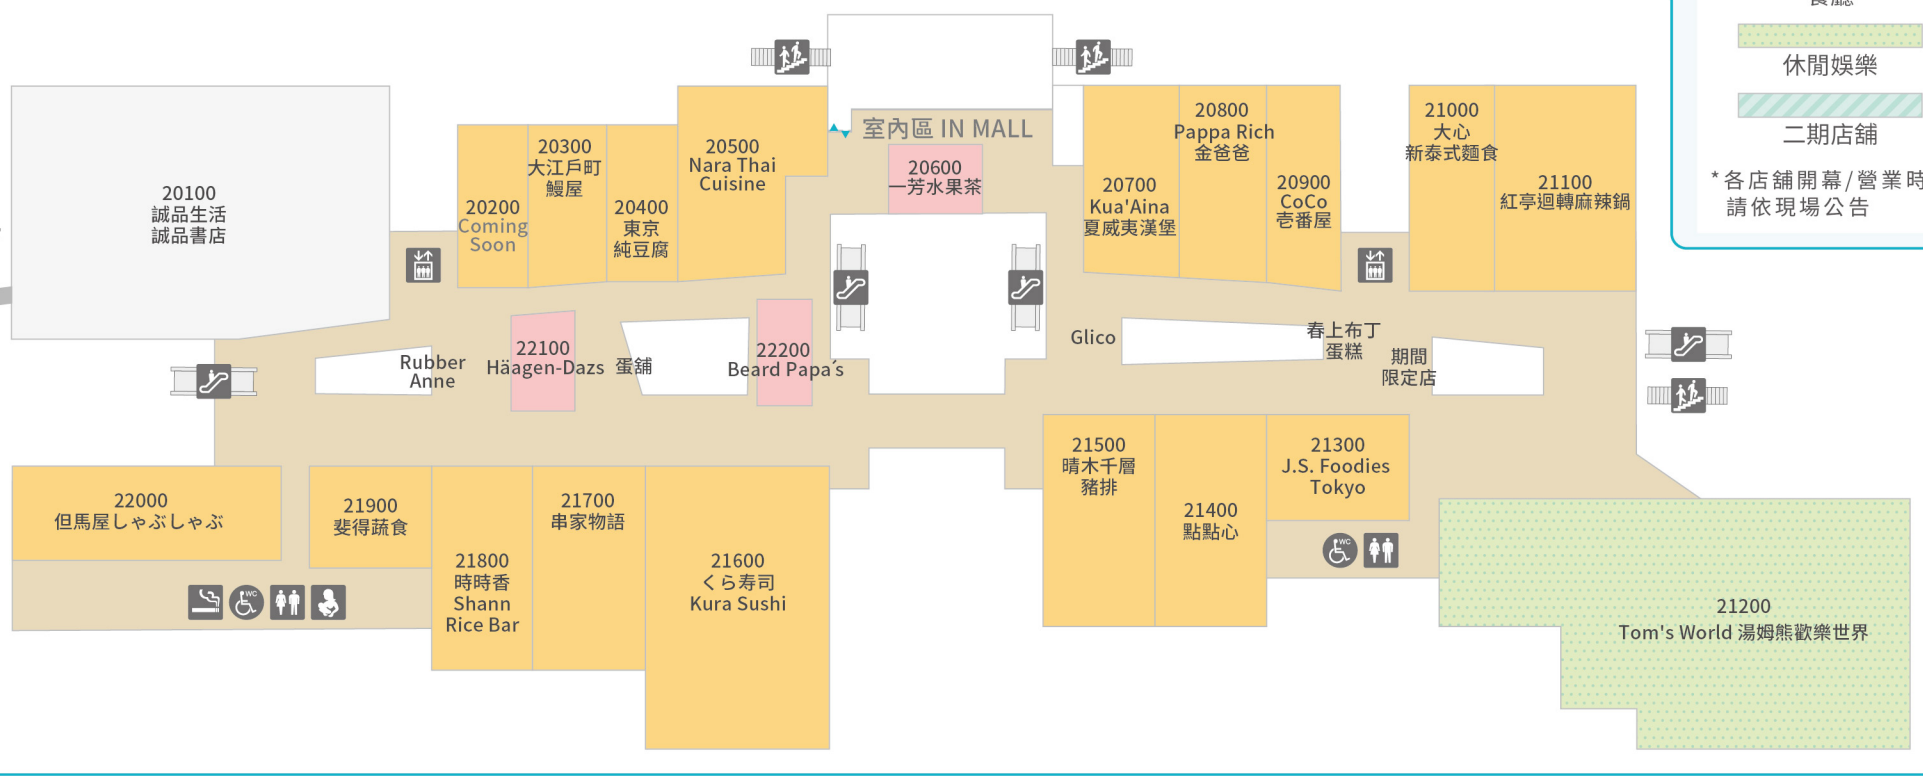 20100
誠品生活
誠品書店
20200
Coming
Soon
20300
大江戶町
鰻屋
20400
東京
純豆腐
20500
Nara Thai
Cuisine
室內區 IN MALL
20600
一芳水果茶
20700
Kua'Aina
夏威夷漢堡
20800
Pappa Rich
金爸爸
20900
CoCo
壱番屋
21000
大心
新泰式麵食
21100
紅亭迴轉麻辣鍋
餐廳
休閒娛樂
二期店舖
*各店舖開幕/營業時
請依現場公告
Rubber
Anne
22100
Häagen-Dazs
蛋舖
22200
Beard Papa's
Glico
春上布丁
蛋糕
期間
限定店
22000
但馬屋しゃぶしゃぶ
21900
斐得蔬食
21800
時時香
Shann
Rice Bar
21700
串家物語
21600
くら寿司
Kura Sushi
21500
晴木千層
豬排
21400
點點心
21300
J.S. Foodies
Tokyo
21200
Tom's World 湯姆熊歡樂世界
WC
WC